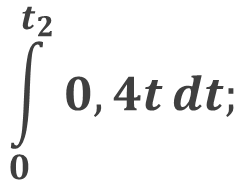 ∫₀^{t₂} 0, 4t dt;